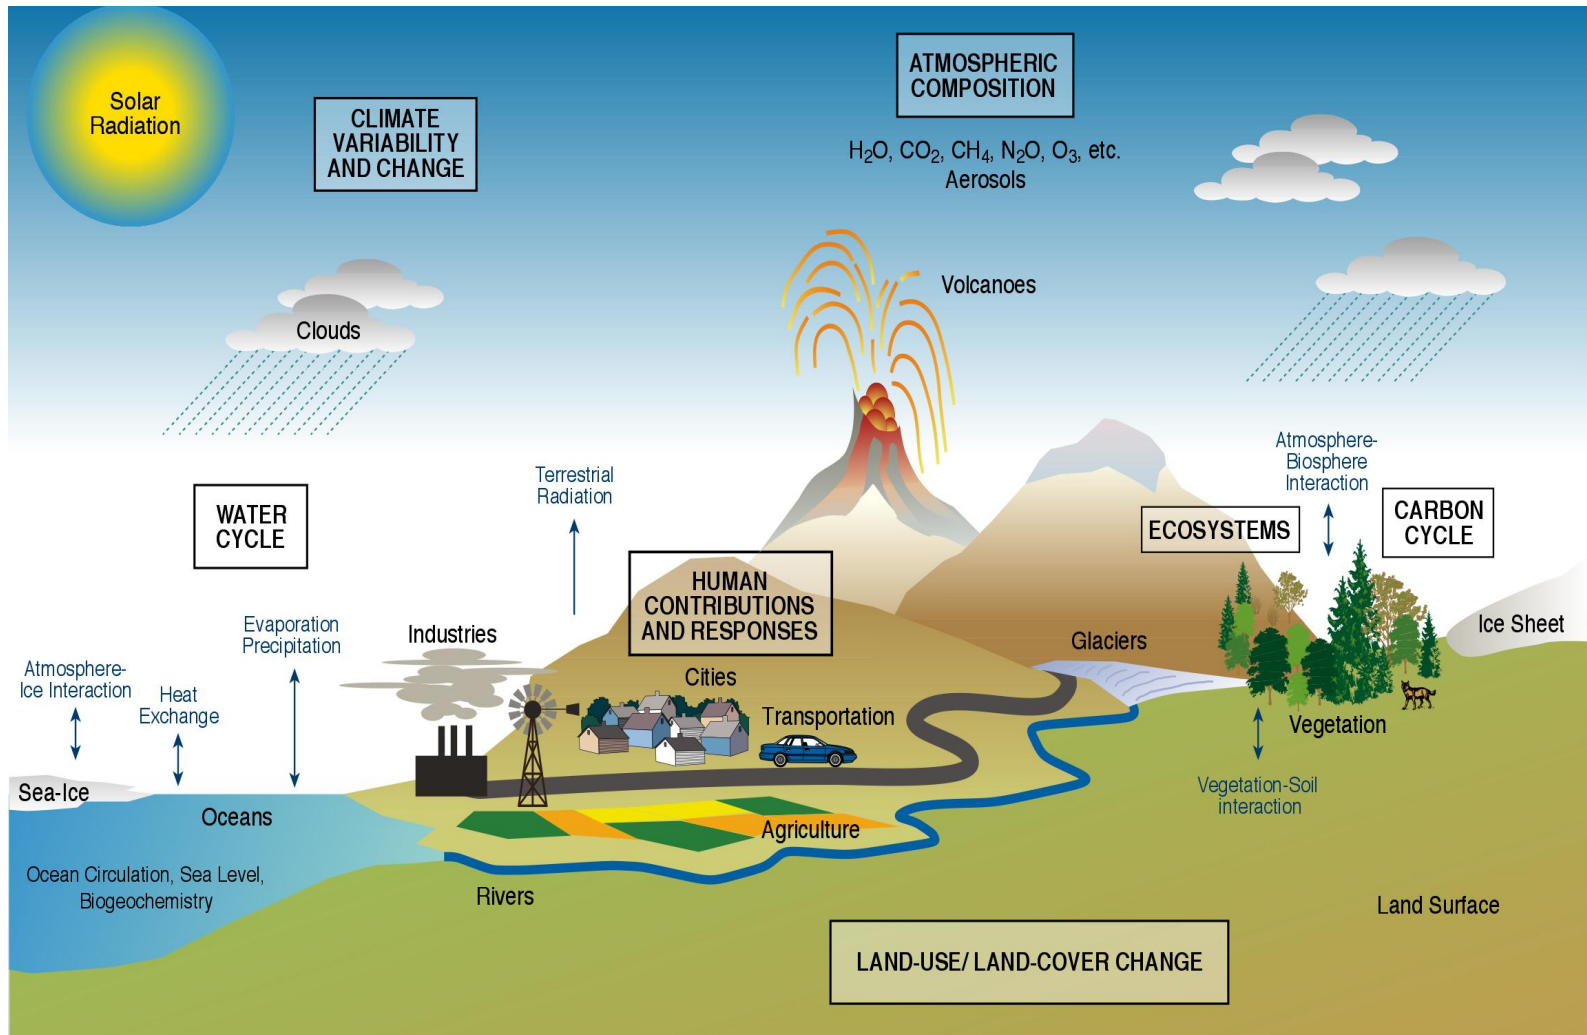 Solar
Radiation
CLIMATE
VARIABILITY
AND CHANGE
ATMOSPHERIC
COMPOSITION
H₂O, CO₂, CH₄, N₂O, O₃, etc.
Aerosols
Volcanoes
Clouds
Terrestrial
Radiation
Atmosphere-
Biosphere
Interaction
WATER
CYCLE
ECOSYSTEMS
CARBON
CYCLE
HUMAN
CONTRIBUTIONS
AND RESPONSES
Evaporation
Precipitation
Industries
Glaciers
Ice Sheet
Atmosphere-
Ice Interaction
Heat
Exchange
Cities
Transportation
Vegetation
Sea-Ice
Oceans
Vegetation-Soil
interaction
Agriculture
Ocean Circulation, Sea Level,
Biogeochemistry
Rivers
Land Surface
LAND-USE/ LAND-COVER CHANGE